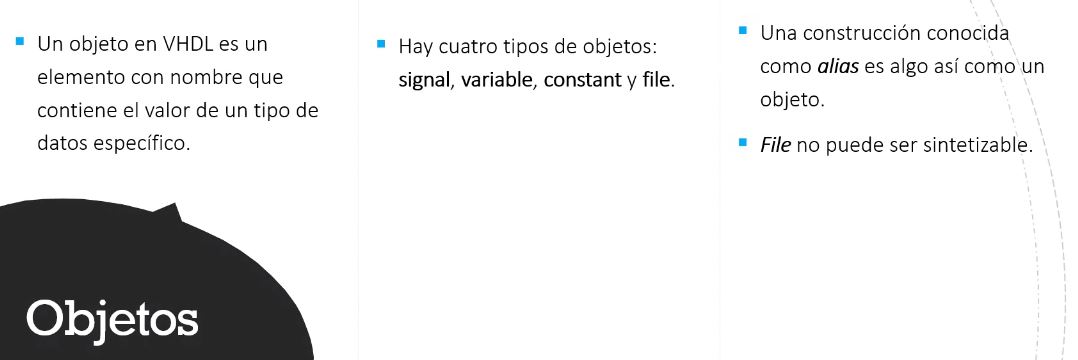 Un objeto en VHDL es un
elemento con nombre que
contiene el valor de un tipo de
datos específico.
Hay cuatro tipos de objetos:
signal, variable, constant y file.
Una construcción conocida
como alias es algo así como un
objeto.
File no puede ser sintetizable.
Objetos